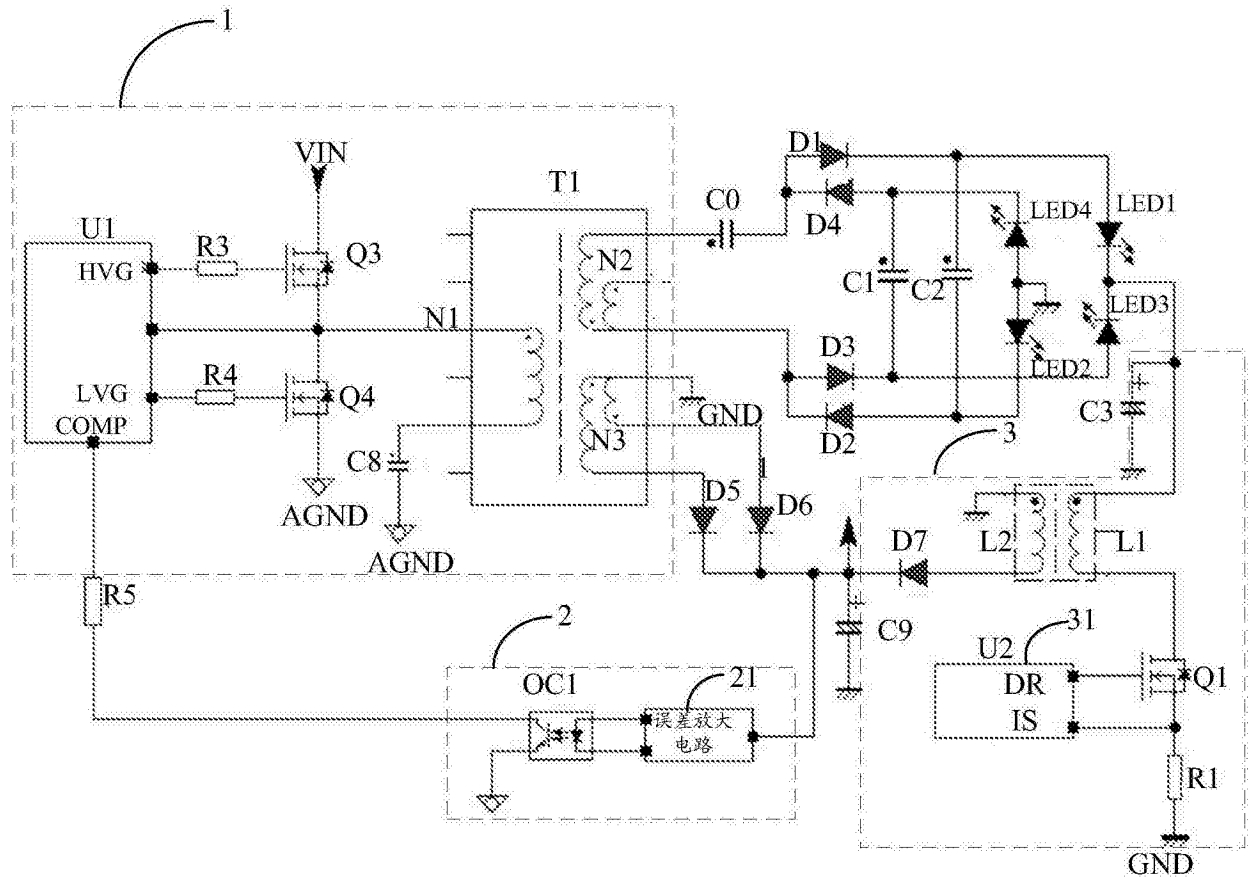 1
VIN
T1
D1
C0
D4
LED4
LED1
U1
HVG
R3
Q3
N2
C1
C2
N1
LED3
R4
LVG
Q4
D3
LED2
COMP
GND
C3
N3
D2
C8
3
D5
D6
AGND
D7
L2
L1
AGND
R5
2
C9
31
U2
OC1
21
DR
Q1
误差放大
电路
IS
R1
GND